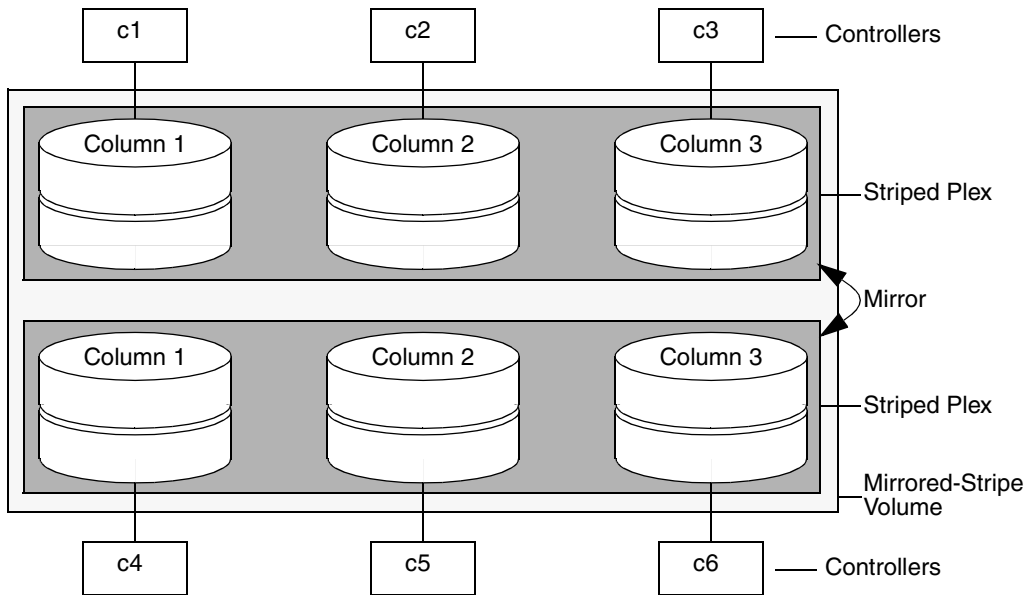 c1
c2
c3
Controllers
Column 1
Column 2
Column 3
Striped Plex
Mirror
Column 1
Column 2
Column 3
Striped Plex
Mirrored-Stripe
Volume
c4
c5
c6
Controllers